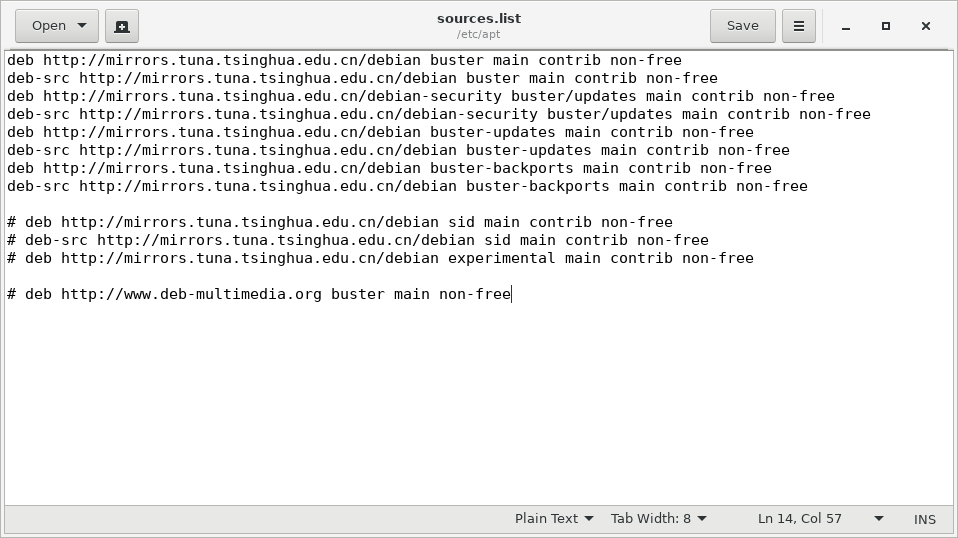 Open
sources.list
/etc/apt
Save
deb http://mirrors.tuna.tsinghua.edu.cn/debian buster main contrib non-free
deb-src http://mirrors.tuna.tsinghua.edu.cn/debian buster main contrib non-free
deb http://mirrors.tuna.tsinghua.edu.cn/debian-security buster/updates main contrib non-free
deb-src http://mirrors.tuna.tsinghua.edu.cn/debian-security buster/updates main contrib non-free
deb http://mirrors.tuna.tsinghua.edu.cn/debian buster-updates main contrib non-free
deb-src http://mirrors.tuna.tsinghua.edu.cn/debian buster-updates main contrib non-free
deb http://mirrors.tuna.tsinghua.edu.cn/debian buster-backports main contrib non-free
deb-src http://mirrors.tuna.tsinghua.edu.cn/debian buster-backports main contrib non-free
# deb http://mirrors.tuna.tsinghua.edu.cn/debian sid main contrib non-free
# deb-src http://mirrors.tuna.tsinghua.edu.cn/debian sid main contrib non-free
# deb http://mirrors.tuna.tsinghua.edu.cn/debian experimental main contrib non-free
# deb http://www.deb-multimedia.org buster main non-free
Plain Text Tab Width: 8 Ln 14, Col 57 INS